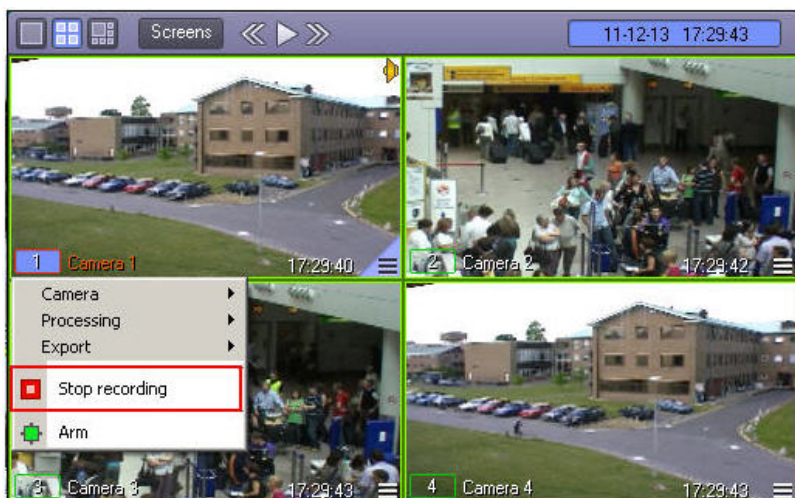 Screens
11-12-13 17:29:43
1 Camera 1 17:29:40
2 Camera 2 17:29:42
Camera
Processing
Export
Stop recording
Arm
3 Camera 3 17:29:43
4 Camera 4 17:29:43